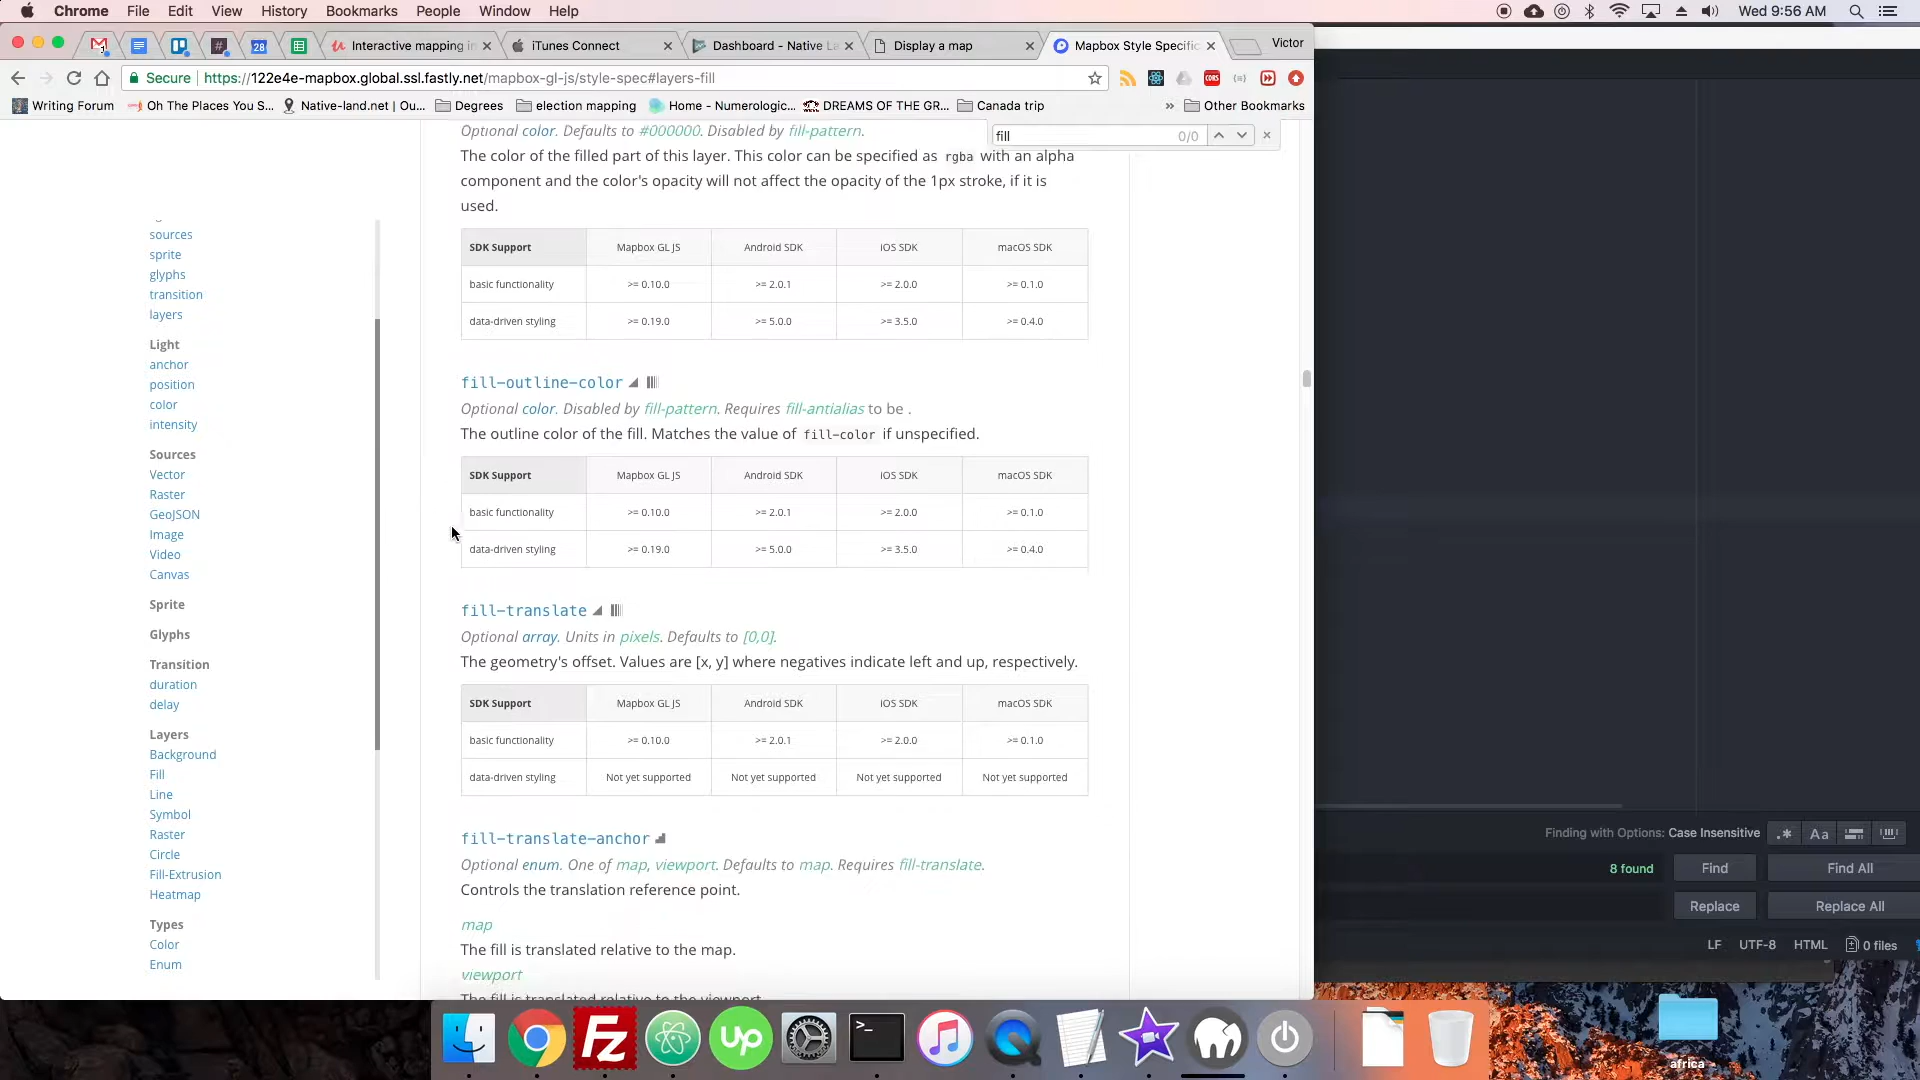 Chrome File Edit View History Bookmarks People Window Help Wed 9:56 AM
28 Interactive mapping in iTunes Connect Dashboard - Native La Display a map Mapbox Style Specific Victor
Secure https://122e4e-mapbox.global.ssl.fastly.net/mapbox-gl-js/style-spec#layers-fill
Writing Forum Oh The Places You S... Native-land.net | Ou... Degrees election mapping Home - Numerologic... DREAMS OF THE GR... Canada trip » Other Bookmarks
fill 0/0
Optional color. Defaults to #000000. Disabled by fill-pattern.
The color of the filled part of this layer. This color can be specified as rgba with an alpha
component and the color's opacity will not affect the opacity of the 1px stroke, if it is
used.
SDK Support Mapbox GL JS Android SDK iOS SDK macOS SDK
basic functionality >= 0.10.0 >= 2.0.1 >= 2.0.0 >= 0.1.0
data-driven styling >= 0.19.0 >= 5.0.0 >= 3.5.0 >= 0.4.0
fill-outline-color
Optional color. Disabled by fill-pattern. Requires fill-antialias to be .
The outline color of the fill. Matches the value of fill-color if unspecified.
SDK Support Mapbox GL JS Android SDK iOS SDK macOS SDK
basic functionality >= 0.10.0 >= 2.0.1 >= 2.0.0 >= 0.1.0
data-driven styling >= 0.19.0 >= 5.0.0 >= 3.5.0 >= 0.4.0
fill-translate
Optional array. Units in pixels. Defaults to [0,0].
The geometry's offset. Values are [x, y] where negatives indicate left and up, respectively.
SDK Support Mapbox GL JS Android SDK iOS SDK macOS SDK
basic functionality >= 0.10.0 >= 2.0.1 >= 2.0.0 >= 0.1.0
data-driven styling Not yet supported Not yet supported Not yet supported Not yet supported
fill-translate-anchor
Optional enum. One of map, viewport. Defaults to map. Requires fill-translate.
Controls the translation reference point.
map
The fill is translated relative to the map.
viewport
The fill is translated relative to the viewport.
sources
sprite
glyphs
transition
layers
Light
anchor
position
color
intensity
Sources
Vector
Raster
GeoJSON
Image
Video
Canvas
Sprite
Glyphs
Transition
duration
delay
Layers
Background
Fill
Line
Symbol
Raster
Circle
Fill-Extrusion
Heatmap
Types
Color
Enum
Finding with Options: Case Insensitive .* Aa
8 found Find Find All
Replace Replace All
LF UTF-8 HTML 0 files
Fz up >_
africa